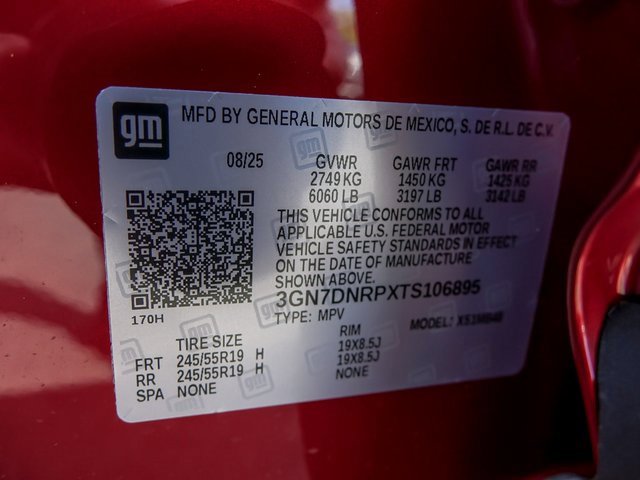 gm
MFD BY GENERAL MOTORS DE MEXICO, S. DE R.L. DE C.V.
08/25 GVWR GAWR FRT GAWR RR
2749 KG 1450 KG 1425 KG
6060 LB 3197 LB 3142 LB
THIS VEHICLE CONFORMS TO ALL
APPLICABLE U.S. FEDERAL MOTOR
VEHICLE SAFETY STANDARDS IN EFFECT
ON THE DATE OF MANUFACTURE
SHOWN ABOVE.
3GN7DNRPXTS106895
170H
TYPE: MPV MODEL:
TIRE SIZE RIM
FRT 245/55R19 H 19X8.5J
RR 245/55R19 H 19X8.5J
SPA NONE NONE